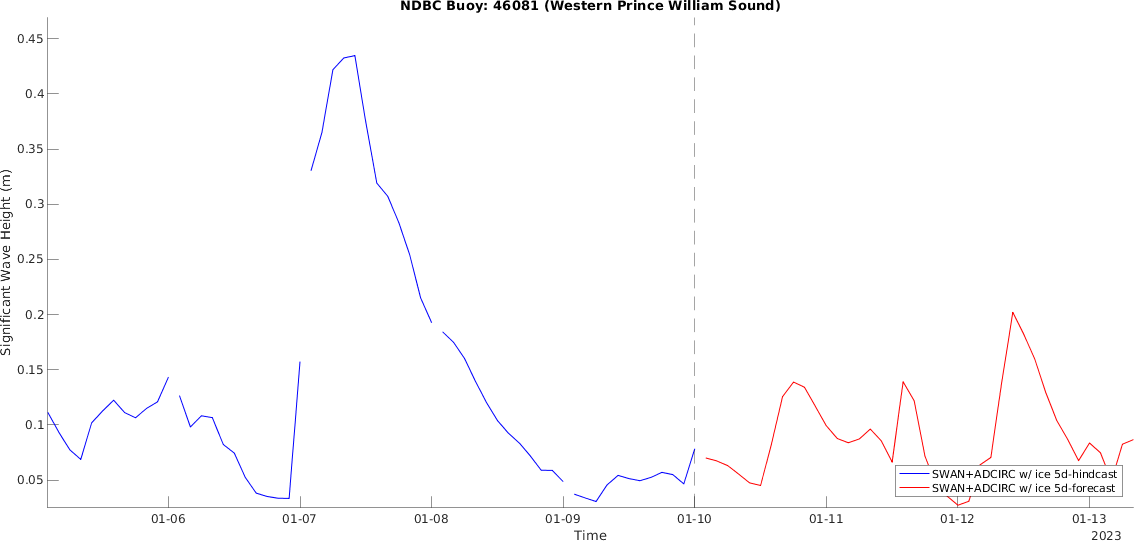 NDBC Buoy: 46081 (Western Prince William Sound)
0.45
0.4
0.35
0.3
0.25
0.2
0.15
0.1
0.05
Significant Wave Height (m)
SWAN+ADCIRC w/ ice 5d-hindcast
SWAN+ADCIRC w/ ice 5d-forecast
01-06 01-07 01-08 01-09 01-10 01-11 01-12 01-13
Time
2023